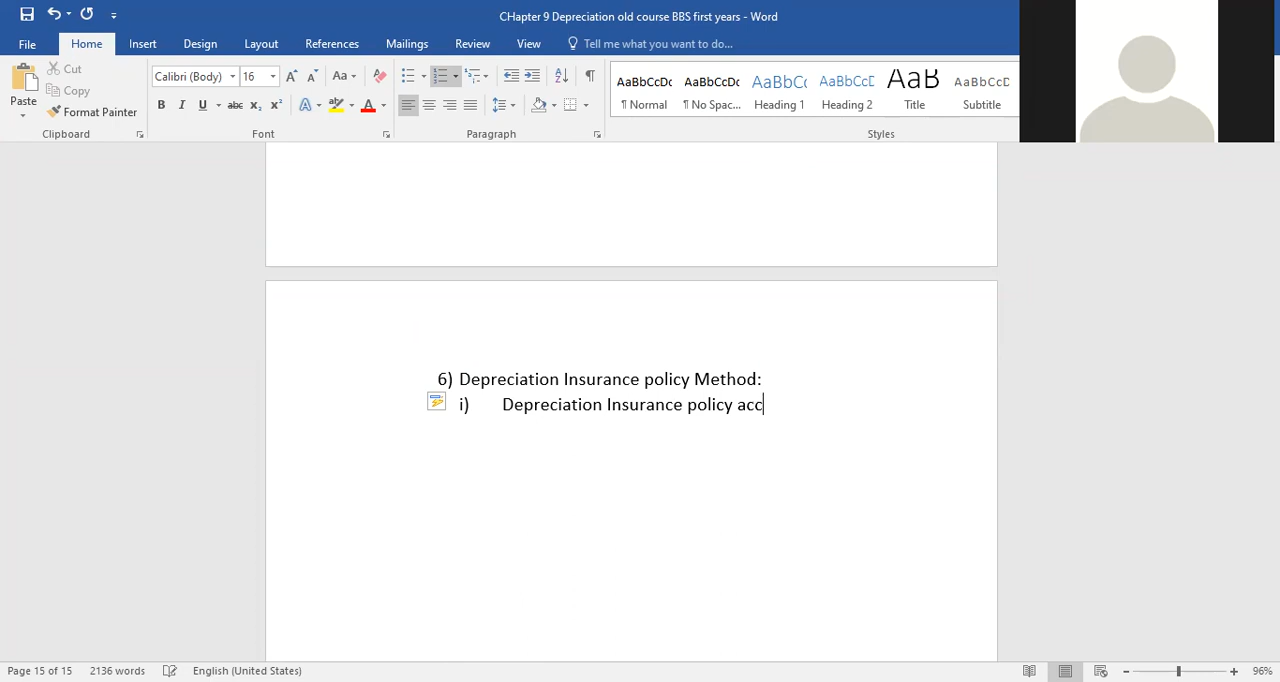 CHapter 9 Depreciation old course BBS first years - Word
File Home Insert Design Layout References Mailings Review View Tell me what you want to do...
Paste
Cut
Copy
Format Painter
Calibri (Body) 16
AaBbCcDc AaBbCcDc AaBbCc AaBbCcD AaB AaBbCcD
¶ Normal ¶ No Spac... Heading 1 Heading 2 Title Subtitle
Clipboard Font Paragraph Styles
6) Depreciation Insurance policy Method:
i) Depreciation Insurance policy acc
Page 15 of 15 2136 words English (United States) 96%